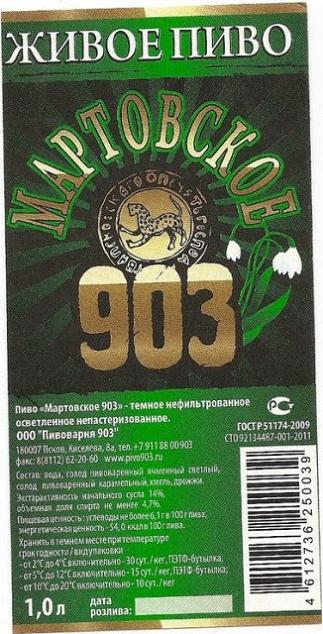 ЖИВОЕ ПИВО
МАРТОВСКОЕ
903
Пиво «Мартовское 903» - темное нефильтрованное
осветленное непастеризованное.
ООО "Пивоварня 903"
180007 Псков, Киселева, 8а, тел.+7 911 88 00 903
факс: 8(8112) 62-20-60 www.pivo903.ru
Состав: вода, солод пивоваренный ячменный светлый,
солод пивоваренный карамельный, хмель, дрожжи.
Экстрактивность начального сусла 14%,
объемная доля спирта не менее 4,7%.
Пищевая ценность: углеводы не более 6,1 г в 100 г пива,
энергетическая ценность - 54,0 ккал в 100г пива.
Хранить в темном месте при температуре
срок годности / вид упаковки
- от 2°С до 4°С включительно - 30 сут. / кег, ПЭТФ-бутылка;
- от 5°С до 12°С включительно - 15 сут. / кег, ПЭТФ-бутылка;
- от 10°С до 20°С включительно - 10 сут. / кег
1,0 л
дата
розлива:
РСТ
ГОСТ Р 51174-2009
СТО 92134487-001-2011
4 612736 250039